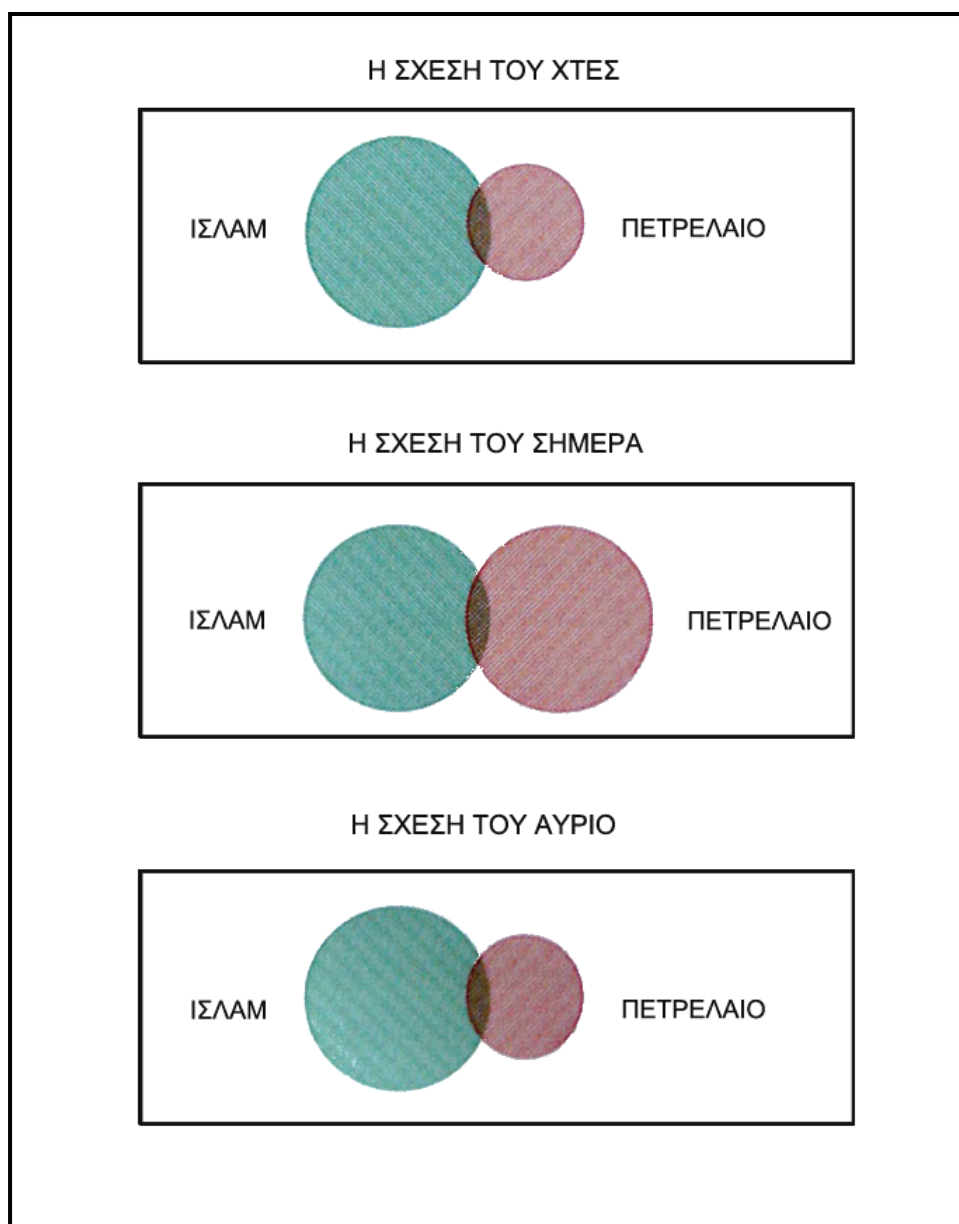 Η ΣΧΕΣΗ ΤΟΥ ΧΤΕΣ
ΙΣΛΑΜ ΠΕΤΡΕΛΑΙΟ
Η ΣΧΕΣΗ ΤΟΥ ΣΗΜΕΡΑ
ΙΣΛΑΜ ΠΕΤΡΕΛΑΙΟ
Η ΣΧΕΣΗ ΤΟΥ ΑΥΡΙΟ
ΙΣΛΑΜ ΠΕΤΡΕΛΑΙΟ